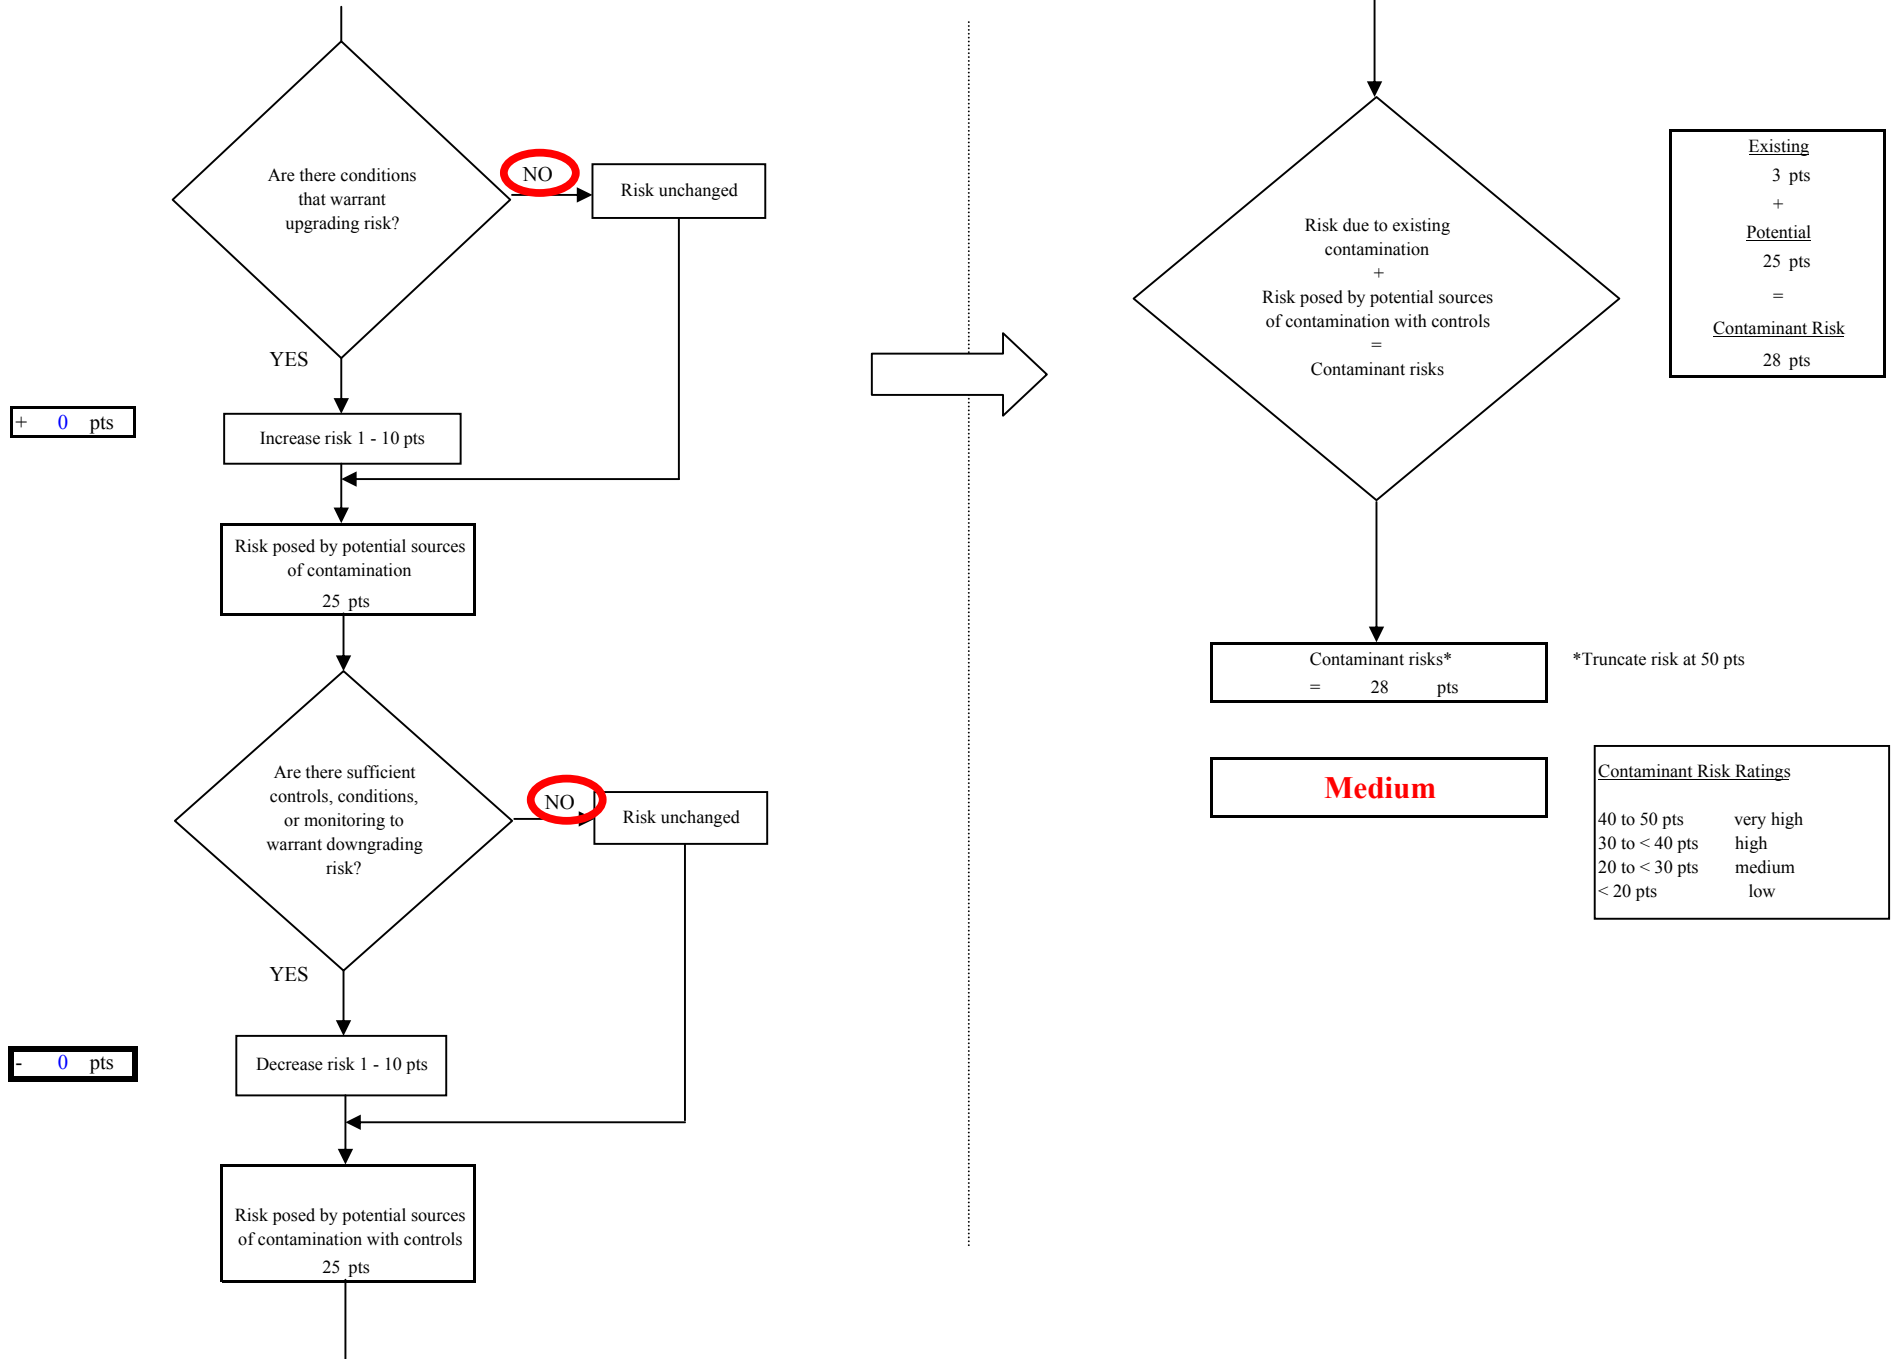 Are there conditions
that warrant
upgrading risk?
NO
Risk unchanged
YES
+ 0 pts
Increase risk 1 - 10 pts
Risk posed by potential sources
of contamination
25 pts
Are there sufficient
controls, conditions,
or monitoring to
warrant downgrading
risk?
NO
Risk unchanged
YES
- 0 pts
Decrease risk 1 - 10 pts
Risk posed by potential sources
of contamination with controls
25 pts
Risk due to existing
contamination
+
Risk posed by potential sources
of contamination with controls
=
Contaminant risks
Existing
3 pts
+
Potential
25 pts
=
Contaminant Risk
28 pts
Contaminant risks*
= 28 pts
*Truncate risk at 50 pts
Medium
Contaminant Risk Ratings
40 to 50 pts very high
30 to < 40 pts high
20 to < 30 pts medium
< 20 pts low